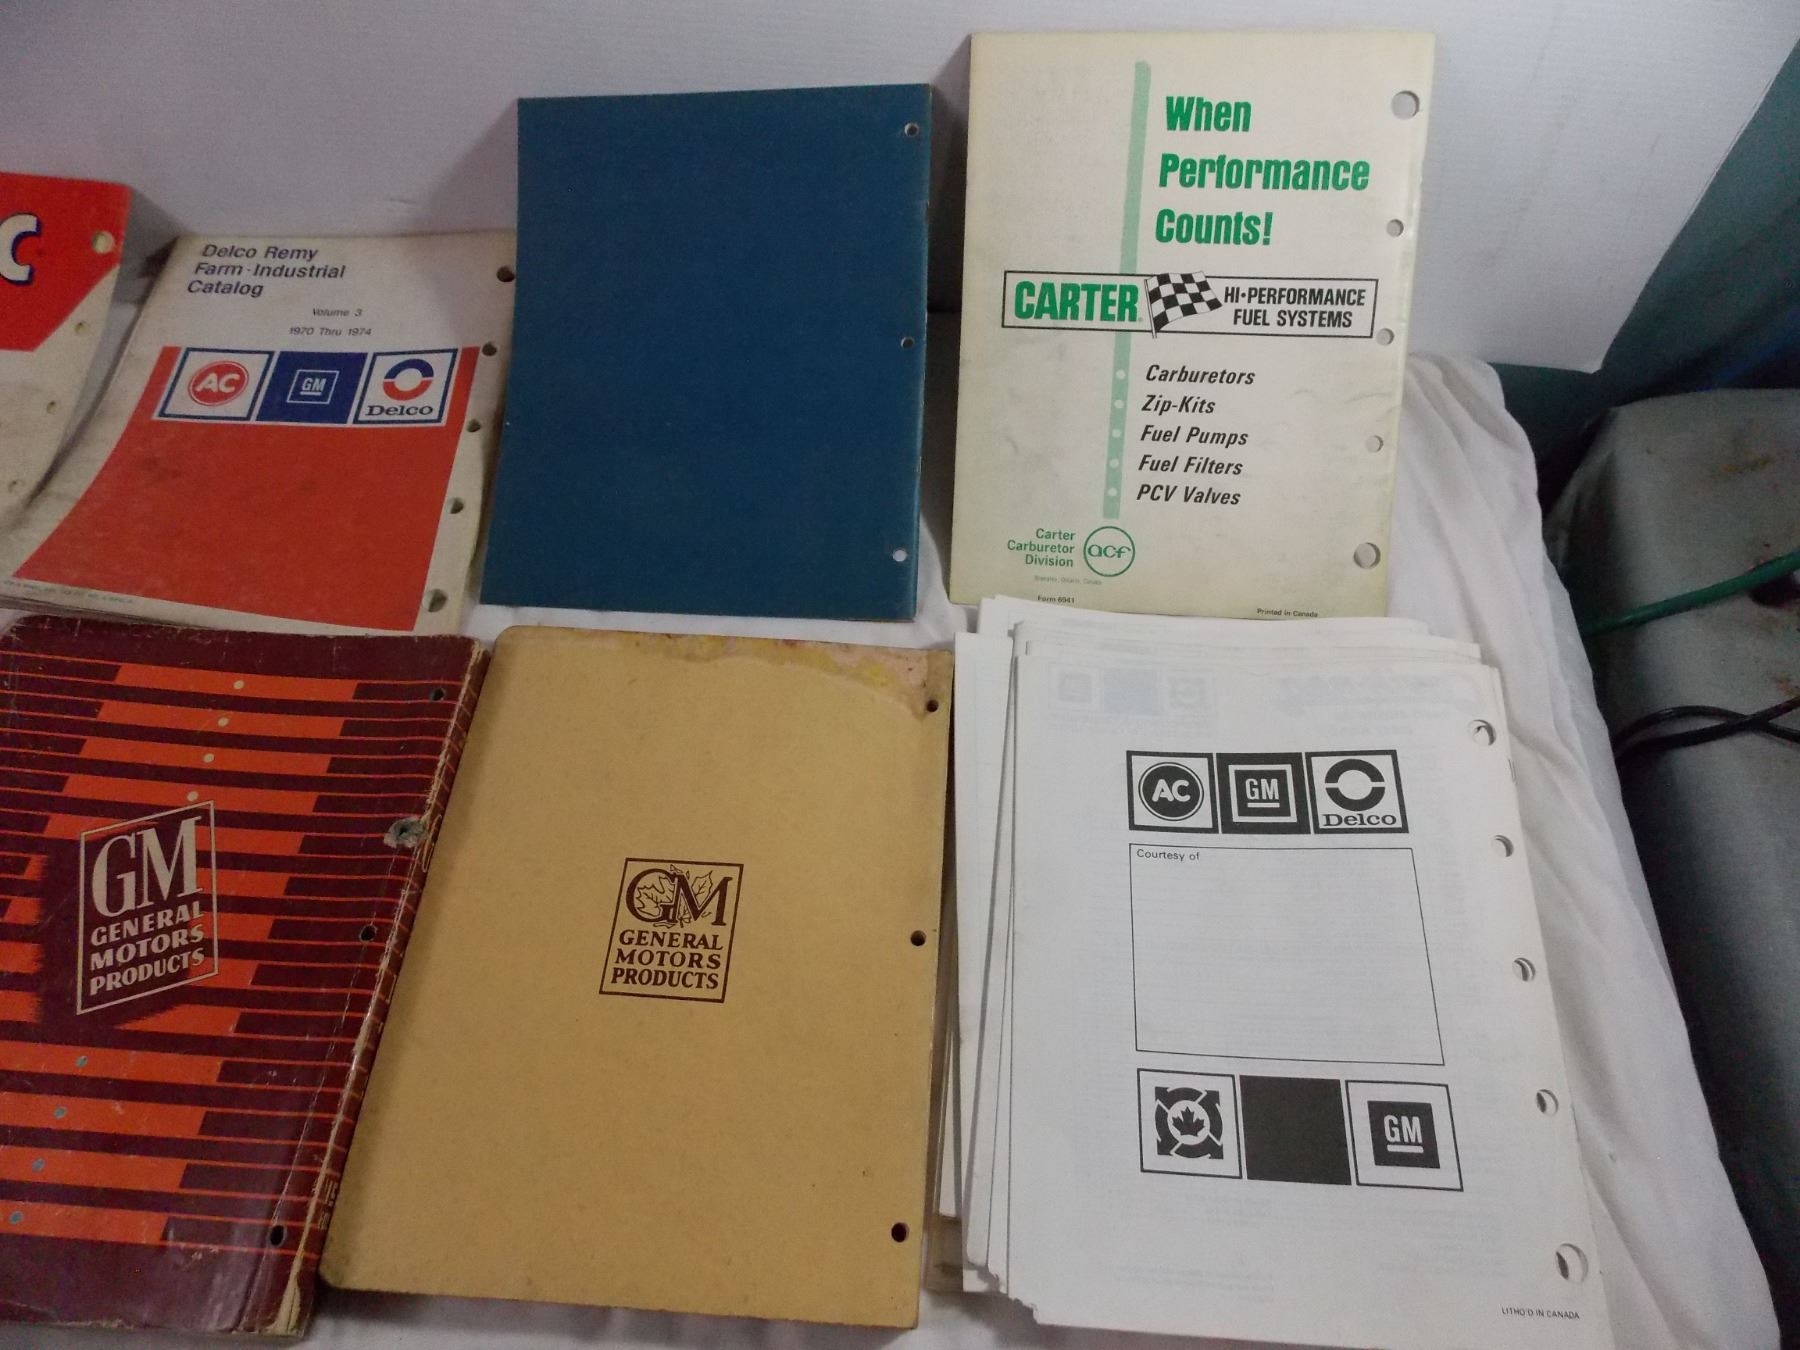 C
Delco Remy
Farm-Industrial
Catalog
Volume 3
1970 Thru 1974
AC
GM
Delco
When
Performance
Counts!
CARTER
HI-PERFORMANCE
FUEL SYSTEMS
Carburetors
Zip-Kits
Fuel Pumps
Fuel Filters
PCV Valves
Carter
Carburetor
Division
acf
Form 6941
Printed in Canada
GM
GENERAL
MOTORS
PRODUCTS
GM
GENERAL
MOTORS
PRODUCTS
AC
GM
Delco
Courtesy of
GM
LITHO'D IN CANADA